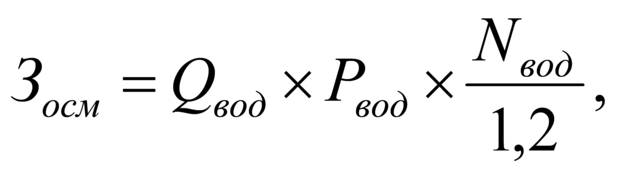 З_осм = Q_вод × P_вод × N_вод / 1,2 ,